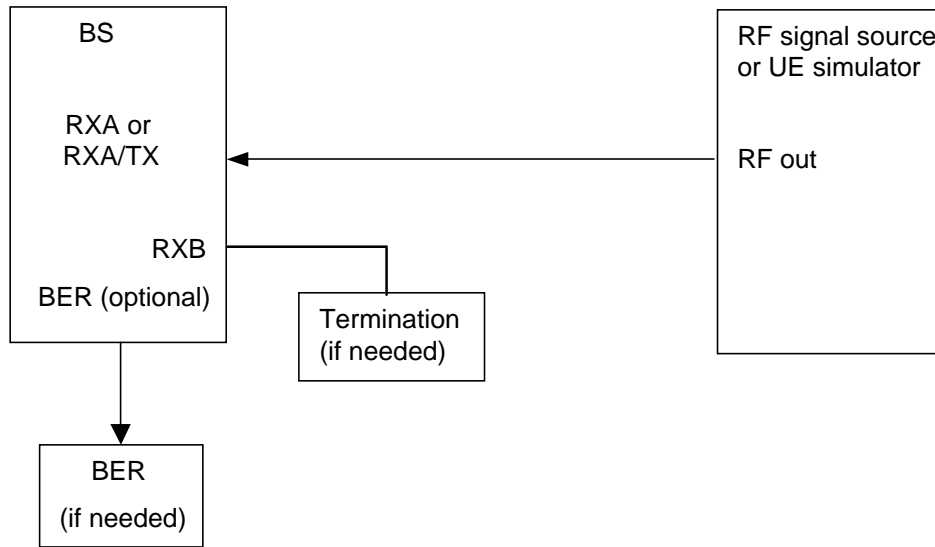 BS
RXA or
RXA/TX
RXB
BER (optional)
Termination
(if needed)
BER
(if needed)
RF signal source
or UE simulator
RF out